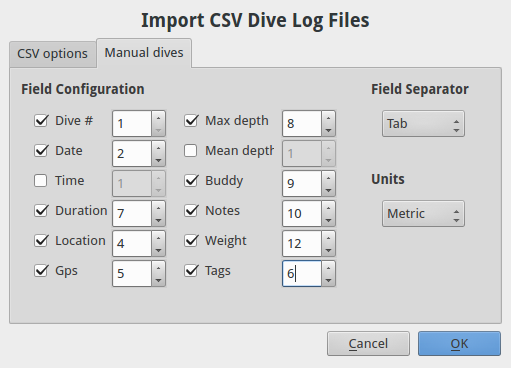 Import CSV Dive Log Files
CSV options
Manual dives
Field Configuration
Dive # 1
Date 2
Time 1
Duration 7
Location 4
Gps 5
Max depth 8
Mean depth 1
Buddy 9
Notes 10
Weight 12
Tags 6
Field Separator
Tab
Units
Metric
Cancel
OK